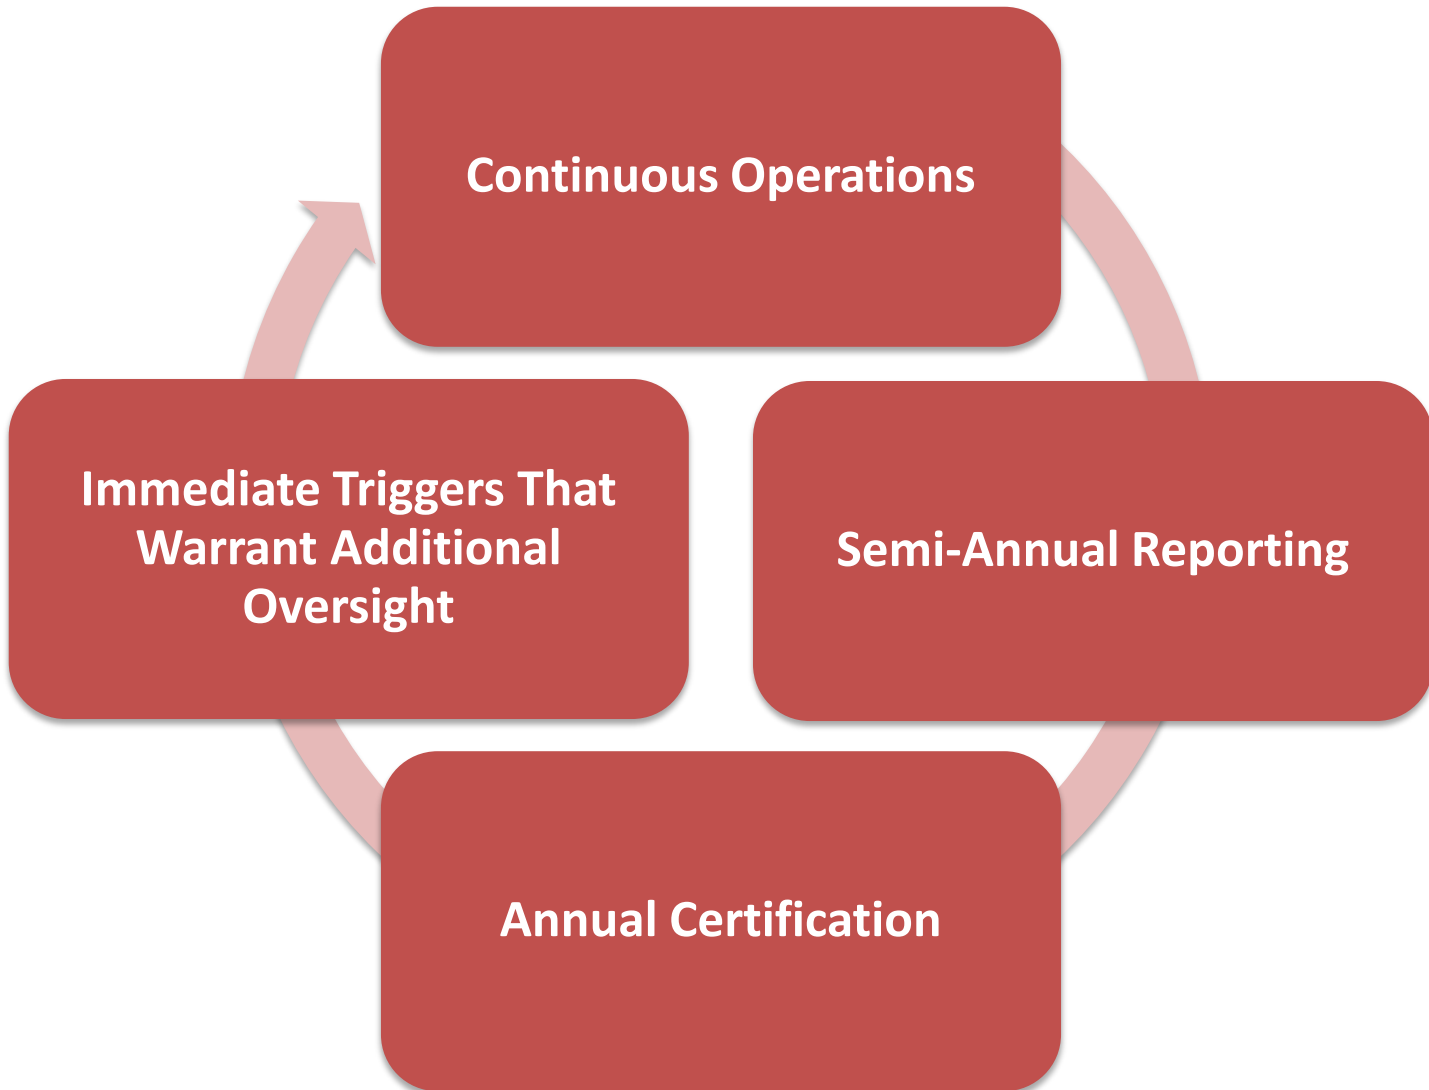 Continuous Operations
Immediate Triggers That
Warrant Additional
Oversight
Semi-Annual Reporting
Annual Certification